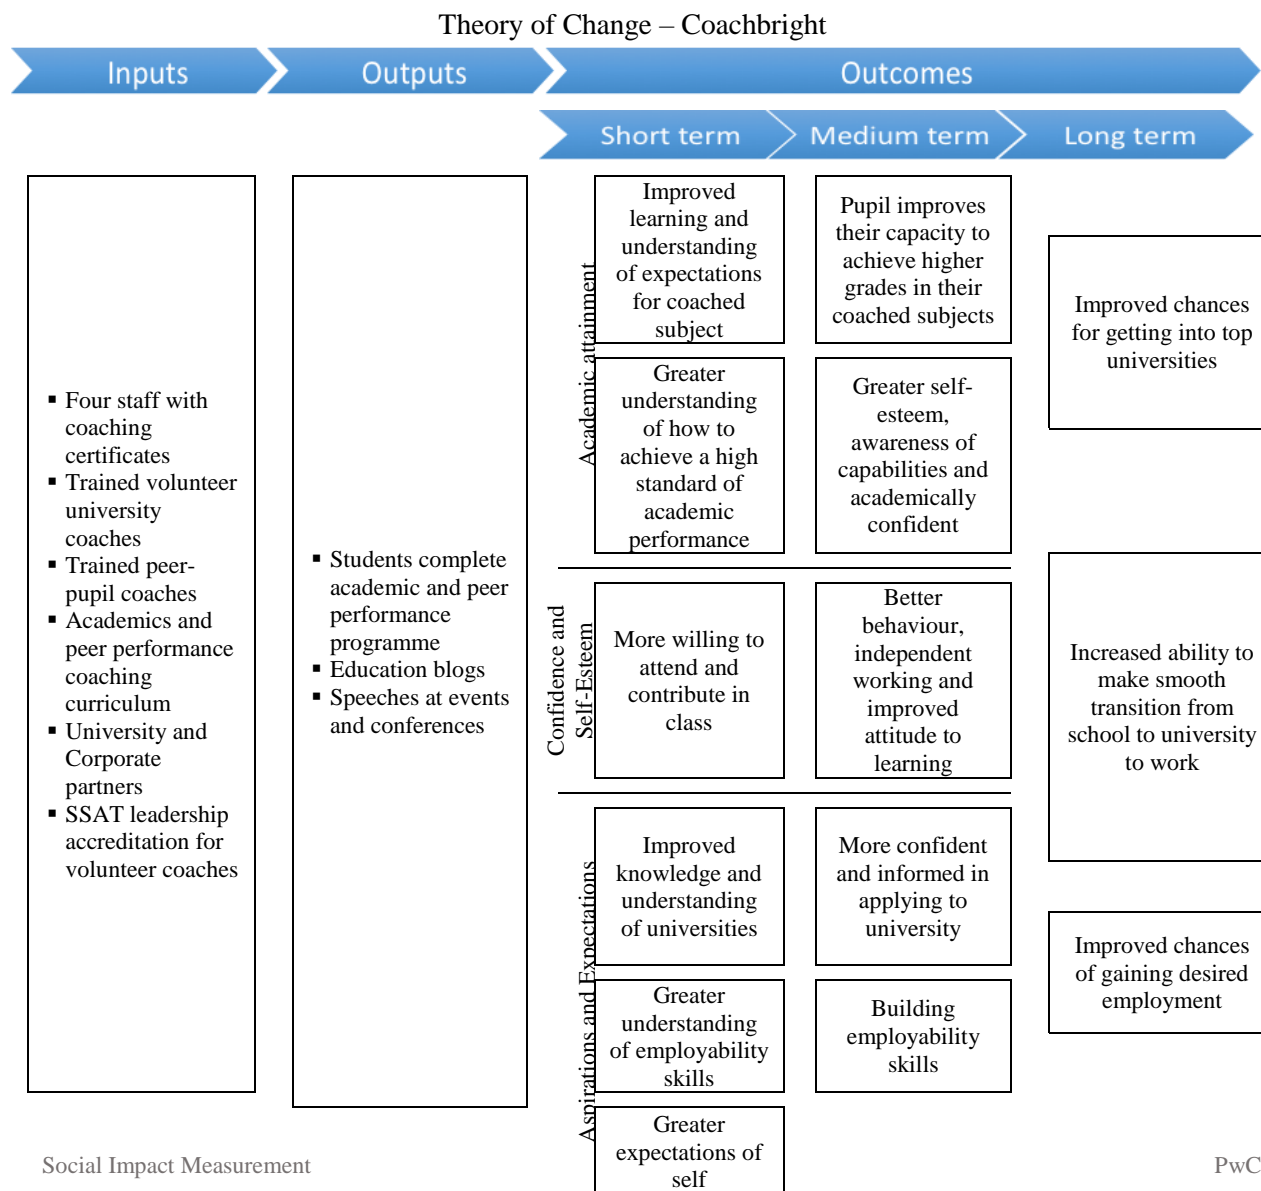 Theory of Change – Coachbright
Inputs
Outputs
Outcomes
Short term
Medium term
Long term
▪ Four staff with
coaching
certificates
▪ Trained volunteer
university
coaches
▪ Trained peer-
pupil coaches
▪ Academics and
peer performance
coaching
curriculum
▪ University and
Corporate
partners
▪ SSAT leadership
accreditation for
volunteer coaches
▪ Students complete
academic and peer
performance
programme
▪ Education blogs
▪ Speeches at events
and conferences
Academic attainment
Improved
learning and
understanding
of expectations
for coached
subject
Greater
understanding
of how to
achieve a high
standard of
academic
performance
Pupil improves
their capacity to
achieve higher
grades in their
coached subjects
Greater self-
esteem,
awareness of
capabilities and
academically
confident
Confidence and
Self-Esteem
More willing to
attend and
contribute in
class
Better
behaviour,
independent
working and
improved
attitude to
learning
Aspirations and Expectations
Improved
knowledge and
understanding
of universities
Greater
understanding
of employability
skills
Greater
expectations of
self
More confident
and informed in
applying to
university
Building
employability
skills
Improved chances
for getting into top
universities
Increased ability to
make smooth
transition from
school to university
to work
Improved chances
of gaining desired
employment
Social Impact Measurement
PwC